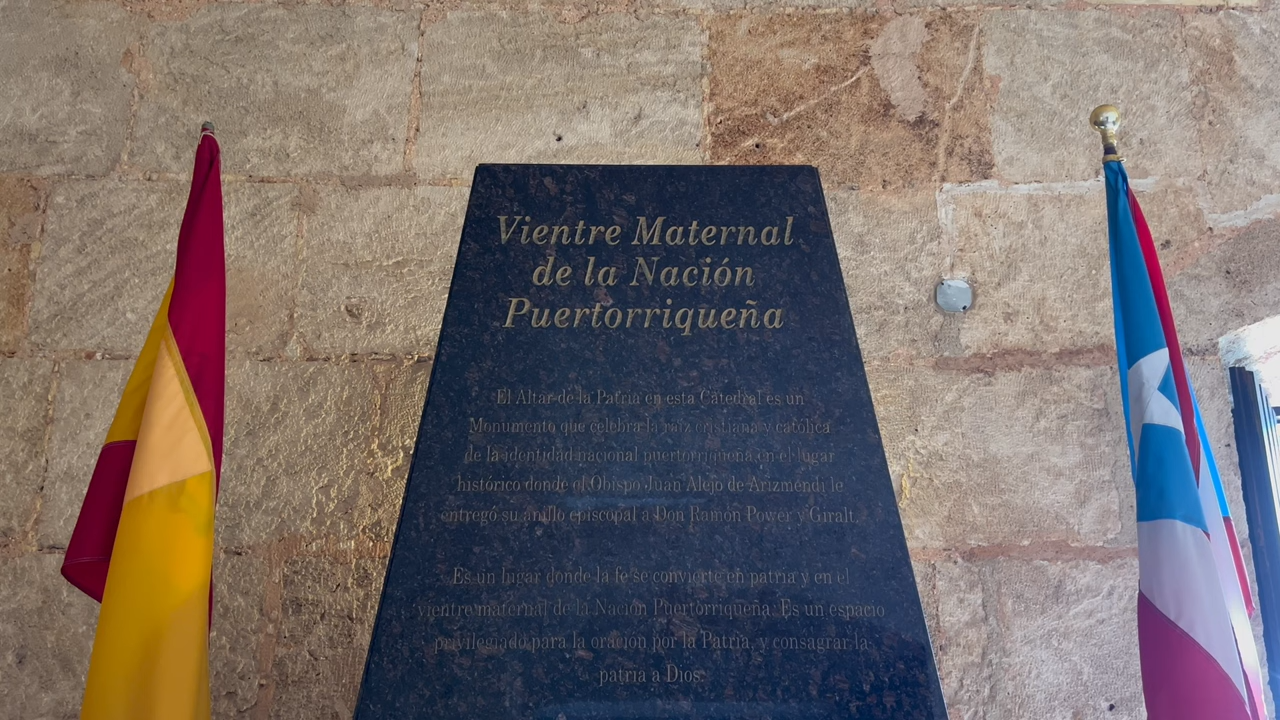 Vientre Maternal
de la Nación
Puertorriqueña
El Altar de la Patria en esta Catedral es un
Monumento que celebra la raíz cristiana y católica
de la identidad nacional puertorriqueña en el lugar
histórico donde el Obispo Juan Alejo de Arizmendi le
entregó su anillo episcopal a Don Ramón Power y Giralt.
Es un lugar donde la fe se convierte en patria y en el
vientre maternal de la Nación Puertorriqueña. Es un espacio
privilegiado para la oración por la Patria, y consagrar la
patria a Dios.